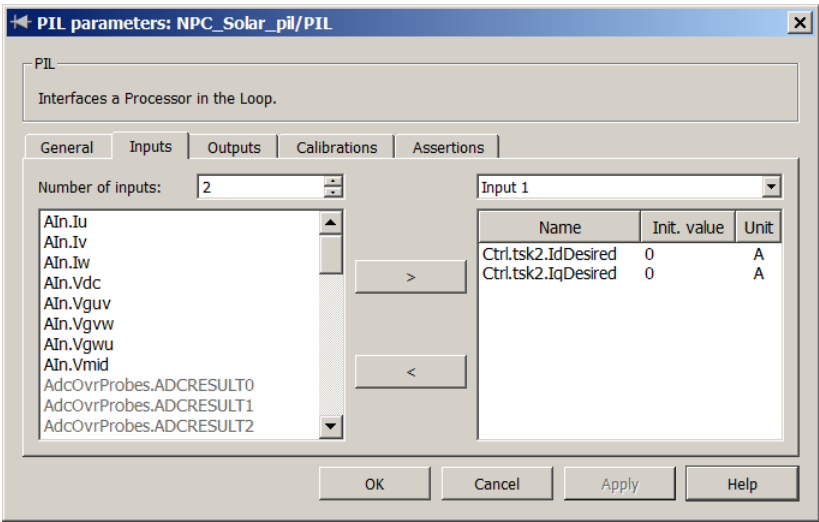 PIL parameters: NPC_Solar_pil/PIL
PIL
Interfaces a Processor in the Loop.
General Inputs Outputs Calibrations Assertions
Number of inputs: 2
Input 1
AIn.Iu
AIn.Iv
AIn.Iw
AIn.Vdc
AIn.Vguv
AIn.Vgvw
AIn.Vgwu
AIn.Vmid
AdcOvrProbes.ADCRESULT0
AdcOvrProbes.ADCRESULT1
AdcOvrProbes.ADCRESULT2
>
<
Name Init. value Unit
Ctrl.tsk2.IdDesired 0 A
Ctrl.tsk2.IqDesired 0 A
OK Cancel Apply Help